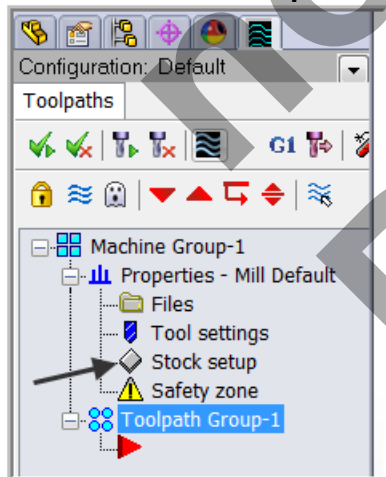 Configuration: Default
Toolpaths
G1
Machine Group-1
Properties - Mill Default
Files
Tool settings
Stock setup
Safety zone
Toolpath Group-1